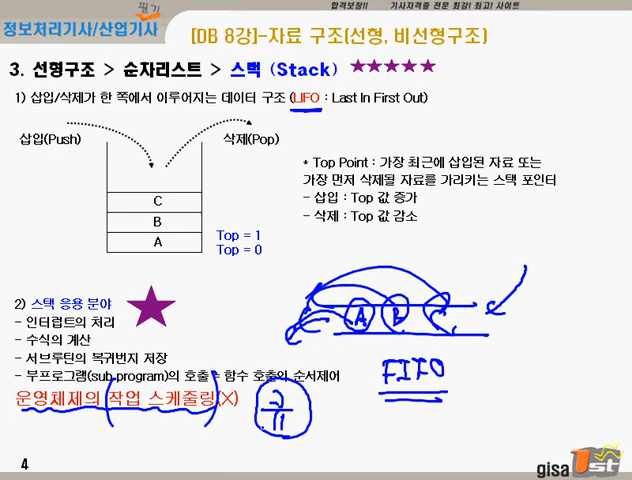 합격보장!! 기사자격증 전문 최강! 최고! 사이트
필기
정보처리기사/산업기사
[DB 8강]-자료 구조(선형, 비선형구조)
3. 선형구조 > 순차리스트 > 스택 (Stack) ★★★★★
1) 삽입/삭제가 한 쪽에서 이루어지는 데이터 구조 (LIFO : Last In First Out)
삽입(Push)
삭제(Pop)
C
B
A
Top = 1
Top = 0
* Top Point : 가장 최근에 삽입된 자료 또는
가장 먼저 삭제될 자료를 가리키는 스택 포인터
- 삽입 : Top 값 증가
- 삭제 : Top 값 감소
2) 스택 응용 분야
- 인터럽트의 처리
- 수식의 계산
- 서브루틴의 복귀번지 저장
- 부프로그램(sub program)의 호출 = 함수 호출의 순서제어
운영체제의 작업 스케줄링(X)
A B C
FIFO
4
gisa 1st